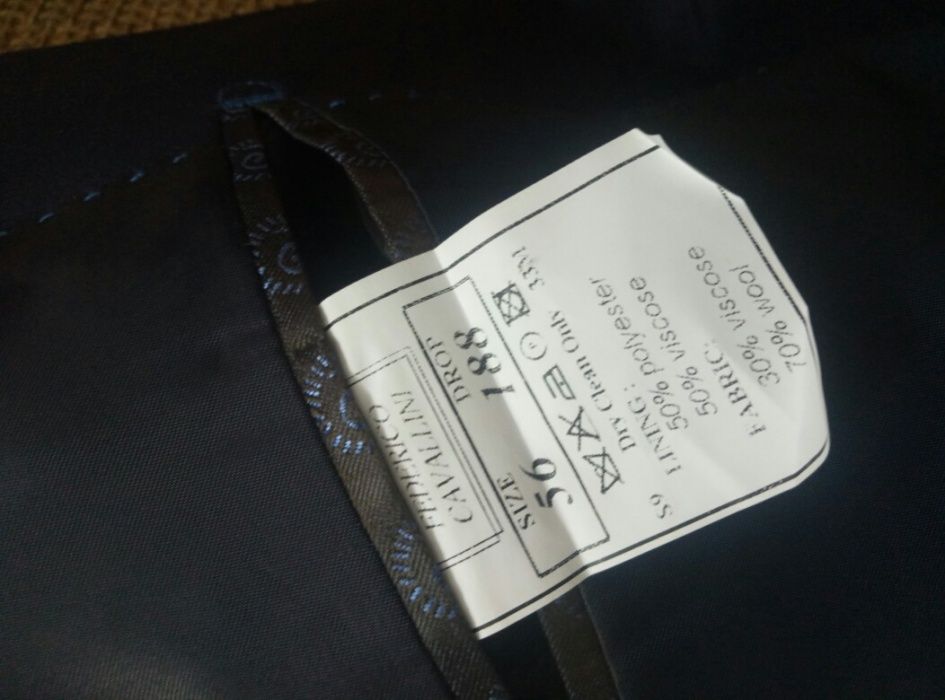 FEDERICO
CAVALLINI
SIZE DROP
56 188
Dry Clean Only
LINING:
50% polyester
50% viscose
FABRIC:
30% viscose
70% wool
S9